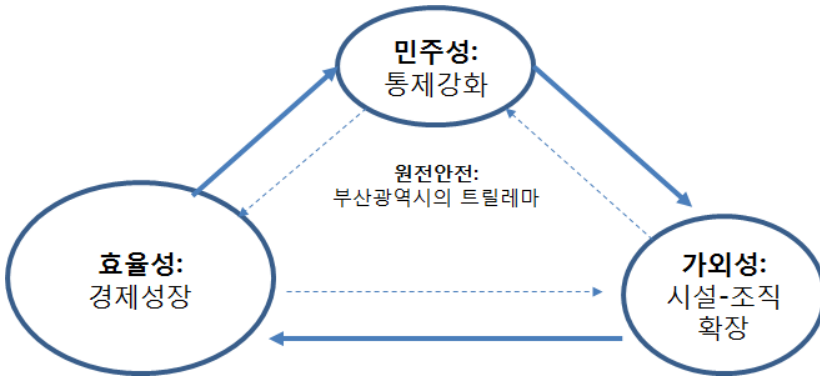 민주성:
통제강화
원전안전:
부산광역시의 트릴레마
효율성:
경제성장
가외성:
시설-조직
확장